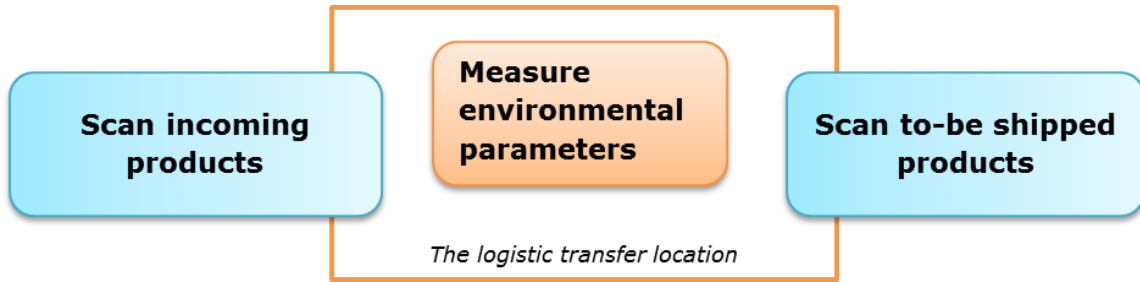 Scan incoming
products
Measure
environmental
parameters
Scan to-be shipped
products
The logistic transfer location